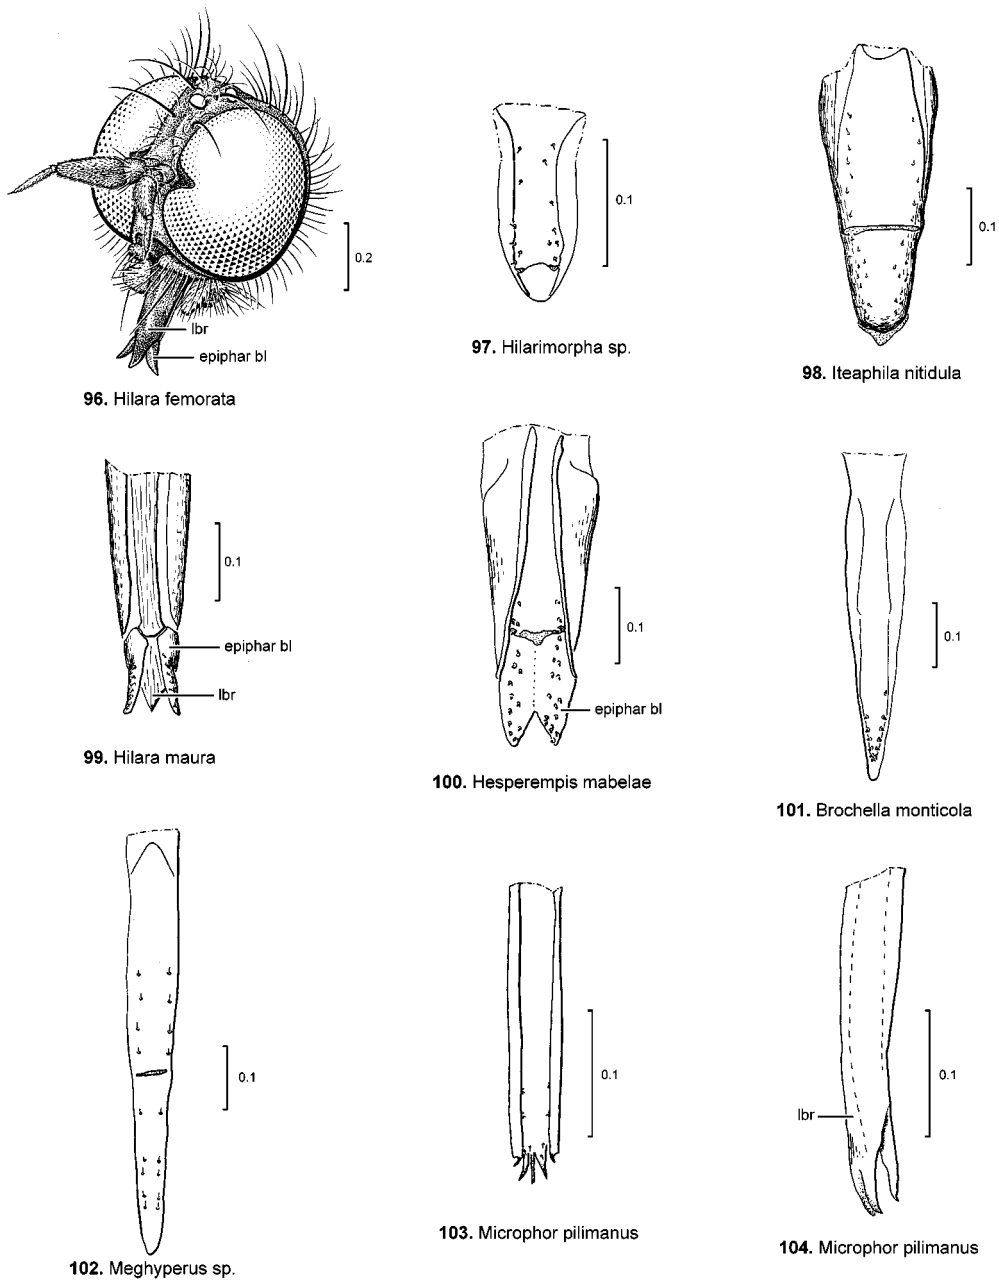 0.2
lbr
epiphar bl
96. Hilara femorata
0.1
97. Hilarimorpha sp.
0.1
98. Iteaphila nitidula
0.1
epiphar bl
lbr
99. Hilara maura
0.1
epiphar bl
100. Hesperempis mabelae
0.1
101. Brochella monticola
0.1
102. Meghyperus sp.
0.1
103. Microphor pilimanus
0.1
lbr
104. Microphor pilimanus